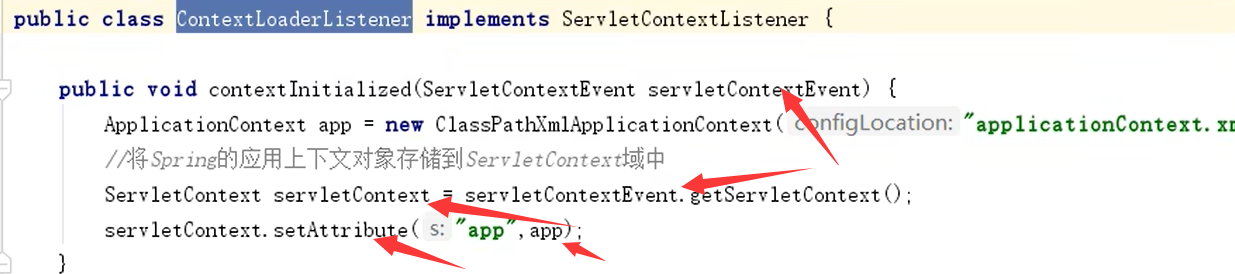 public class ContextLoaderListener implements ServletContextListener {
public void contextInitialized(ServletContextEvent servletContextEvent) {
ApplicationContext app = new ClassPathXmlApplicationContext( configLocation: "applicationContext.xm
//将Spring的应用上下文对象存储到ServletContext域中
ServletContext servletContext = servletContextEvent.getServletContext();
servletContext.setAttribute( s: "app",app);
}